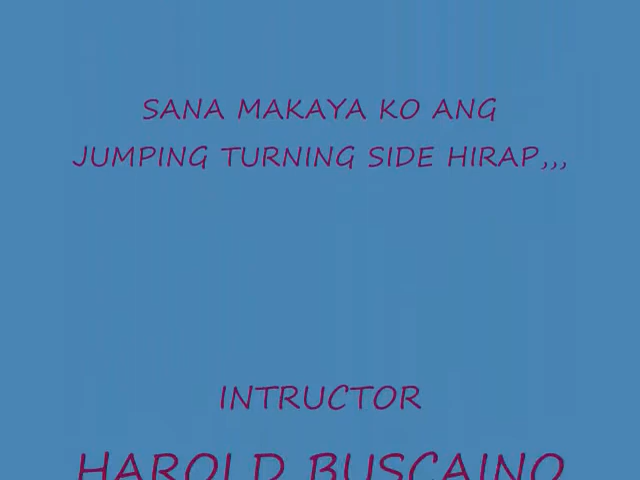 SANA MAKAYA KO ANG
JUMPING TURNING SIDE HIRAP,,,
INTRUCTOR
HAROLD BUSCAINO